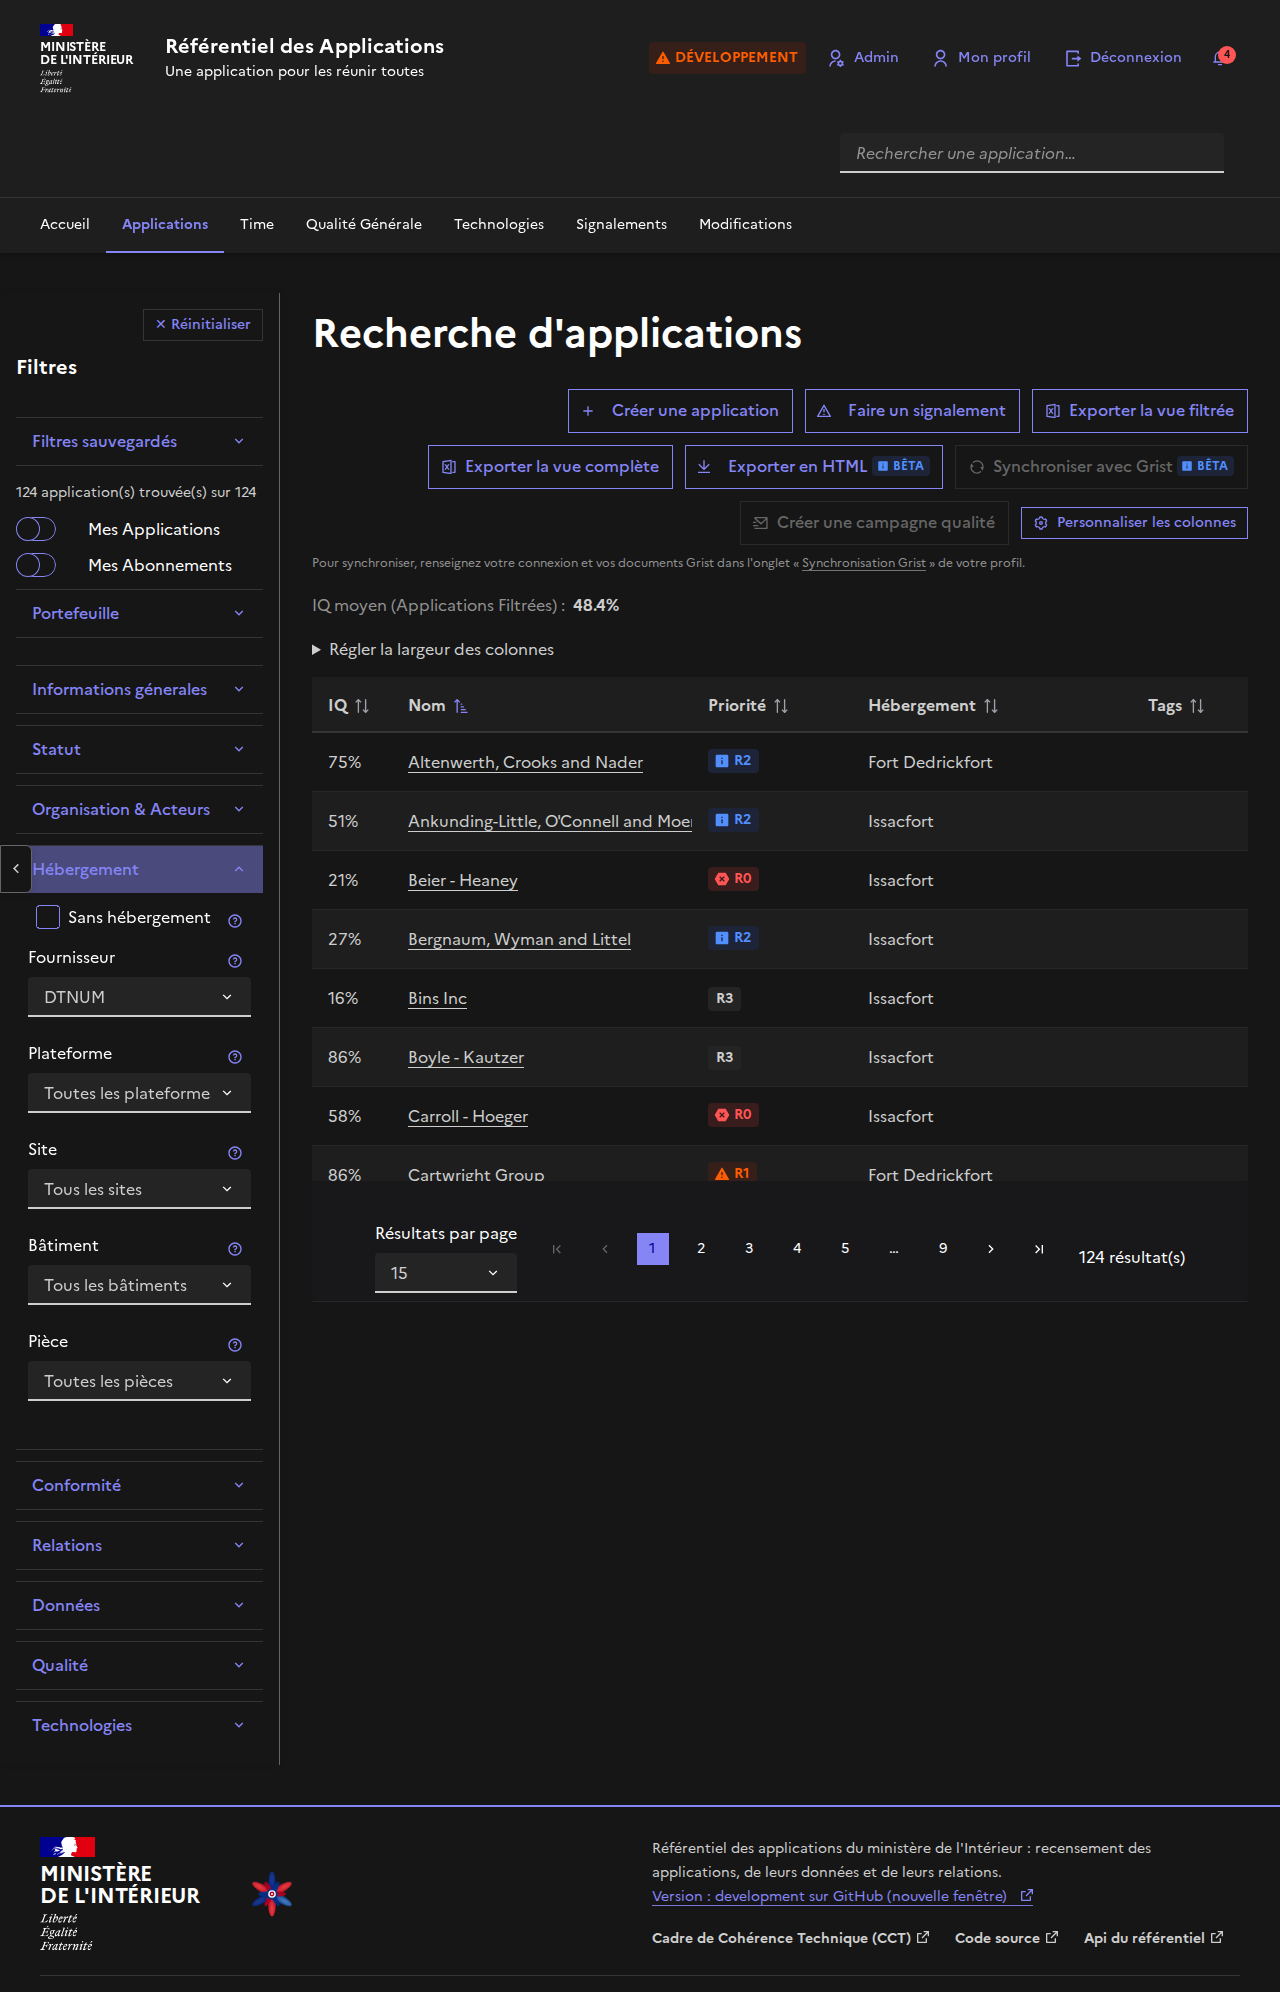 MINISTÈRE
DE L'INTÉRIEUR
Liberté
Égalité
Fraternité
Référentiel des Applications
Une application pour les réunir toutes
DÉVELOPPEMENT
Admin
Mon profil
Déconnexion
4
Rechercher une application...
Accueil
Applications
Time
Qualité Générale
Technologies
Signalements
Modifications
✕ Réinitialiser
Filtres
Filtres sauvegardés
124 application(s) trouvée(s) sur 124
Mes Applications
Mes Abonnements
Portefeuille
Informations génerales
Statut
Organisation & Acteurs
Hébergement
Sans hébergement
Fournisseur
DTNUM
Plateforme
Toutes les plateforme
Site
Tous les sites
Bâtiment
Tous les bâtiments
Pièce
Toutes les pièces
Conformité
Relations
Données
Qualité
Technologies
Recherche d'applications
Créer une application
Faire un signalement
Exporter la vue filtrée
Exporter la vue complète
Exporter en HTML BÊTA
Synchroniser avec Grist BÊTA
Créer une campagne qualité
Personnaliser les colonnes
Pour synchroniser, renseignez votre connexion et vos documents Grist dans l'onglet « Synchronisation Grist » de votre profil.
IQ moyen (Applications Filtrées) : 48.4%
Régler la largeur des colonnes
IQ Nom Priorité Hébergement Tags
75% Altenwerth, Crooks and Nader R2 Fort Dedrickfort
51% Ankunding-Little, O'Connell and Moen R2 Issacfort
21% Beier - Heaney R0 Issacfort
27% Bergnaum, Wyman and Littel R2 Issacfort
16% Bins Inc R3 Issacfort
86% Boyle - Kautzer R3 Issacfort
58% Carroll - Hoeger R0 Issacfort
86% Cartwright Group R1 Fort Dedrickfort
Résultats par page
15
1 2 3 4 5 … 9
124 résultat(s)
MINISTÈRE
DE L'INTÉRIEUR
Liberté
Égalité
Fraternité
Référentiel des applications du ministère de l'Intérieur : recensement des
applications, de leurs données et de leurs relations.
Version : development sur GitHub (nouvelle fenêtre)
Cadre de Cohérence Technique (CCT)
Code source
Api du référentiel